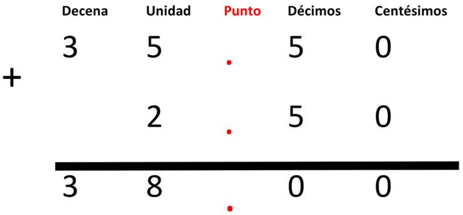 Decena Unidad Punto Décimos Centésimos
3 5 . 5 0
+
2 . 5 0
3 8 . 0 0